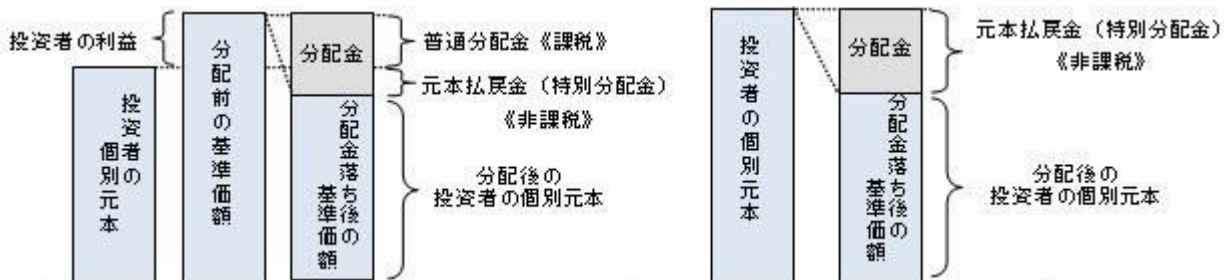 投資者の利益
投資者の
個別元本
分配前の基準価額
分配金
分配金落ち後の
基準価額
普通分配金《課税》
元本払戻金（特別分配金）
《非課税》
分配後の
投資者の個別元本
投資者の個別元本
分配金
分配金落ち後の
基準価額
元本払戻金（特別分配金）
《非課税》
分配後の
投資者の個別元本